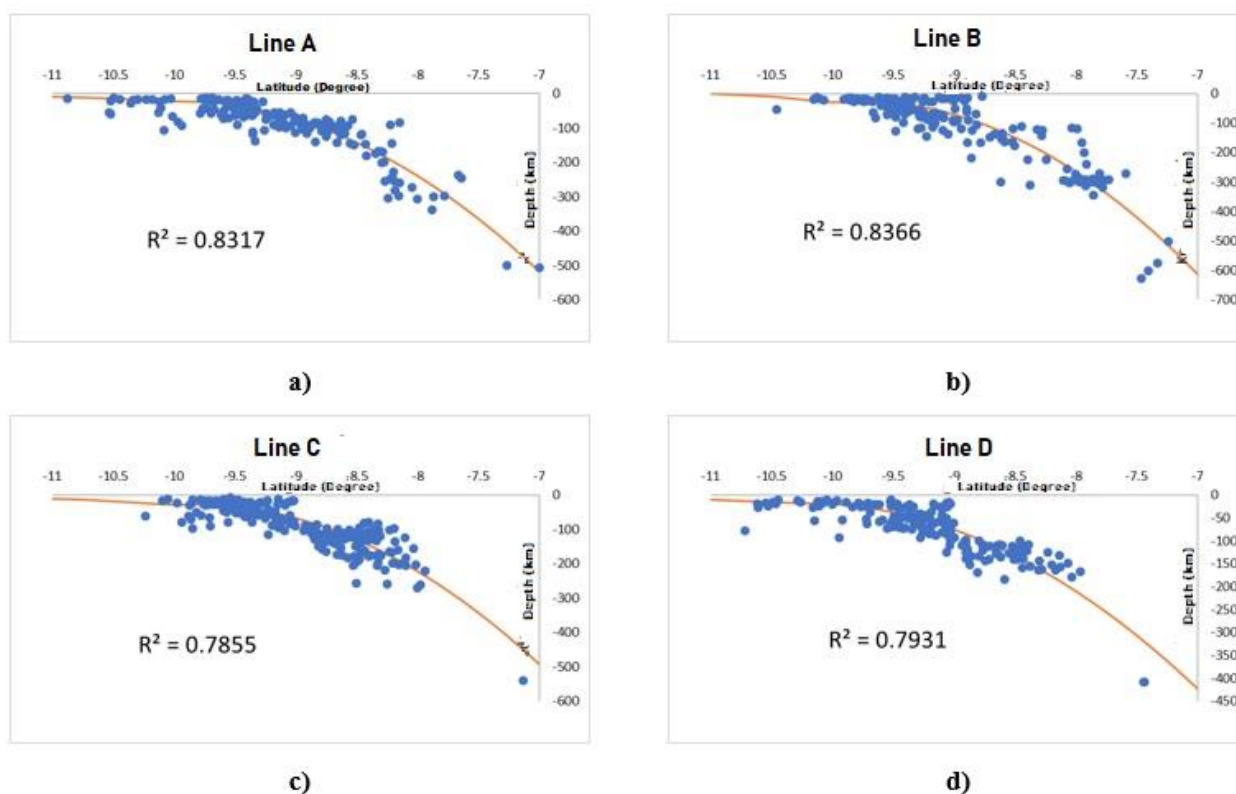 Line A
-11 -10.5 -10 -9.5 -9 -8.5 -8 -7.5 -7
Latitude (Degree)
0
-100
-200
-300
-400
-500
-600
Depth (km)
R² = 0.8317
a)
Line B
-11 -10.5 -10 -9.5 -9 -8.5 -8 -7.5 -7
Latitude (Degree)
0
-100
-200
-300
-400
-500
-600
-700
Depth (km)
R² = 0.8366
b)
Line C
-11 -10.5 -10 -9.5 -9 -8.5 -8 -7.5 -7
Latitude (Degree)
0
-100
-200
-300
-400
-500
-600
Depth (km)
R² = 0.7855
c)
Line D
-11 -10.5 -10 -9.5 -9 -8.5 -8 -7.5 -7
Latitude (Degree)
0
-50
-100
-150
-200
-250
-300
-350
-400
-450
Depth (km)
R² = 0.7931
d)